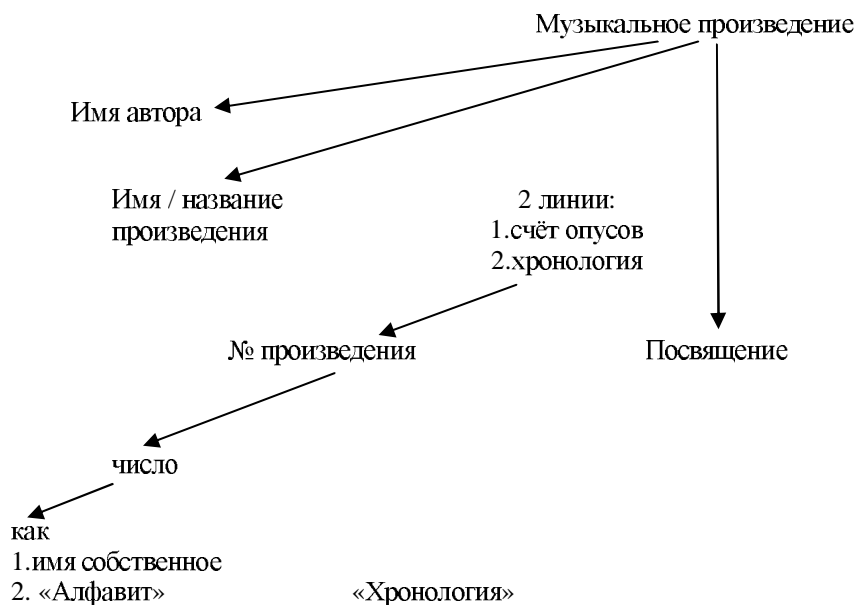 Музыкальное произведение
Имя автора
Имя / название
произведения
2 линии:
1.счёт опусов
2.хронология
№ произведения
Посвящение
число
как
1.имя собственное
2. «Алфавит» «Хронология»